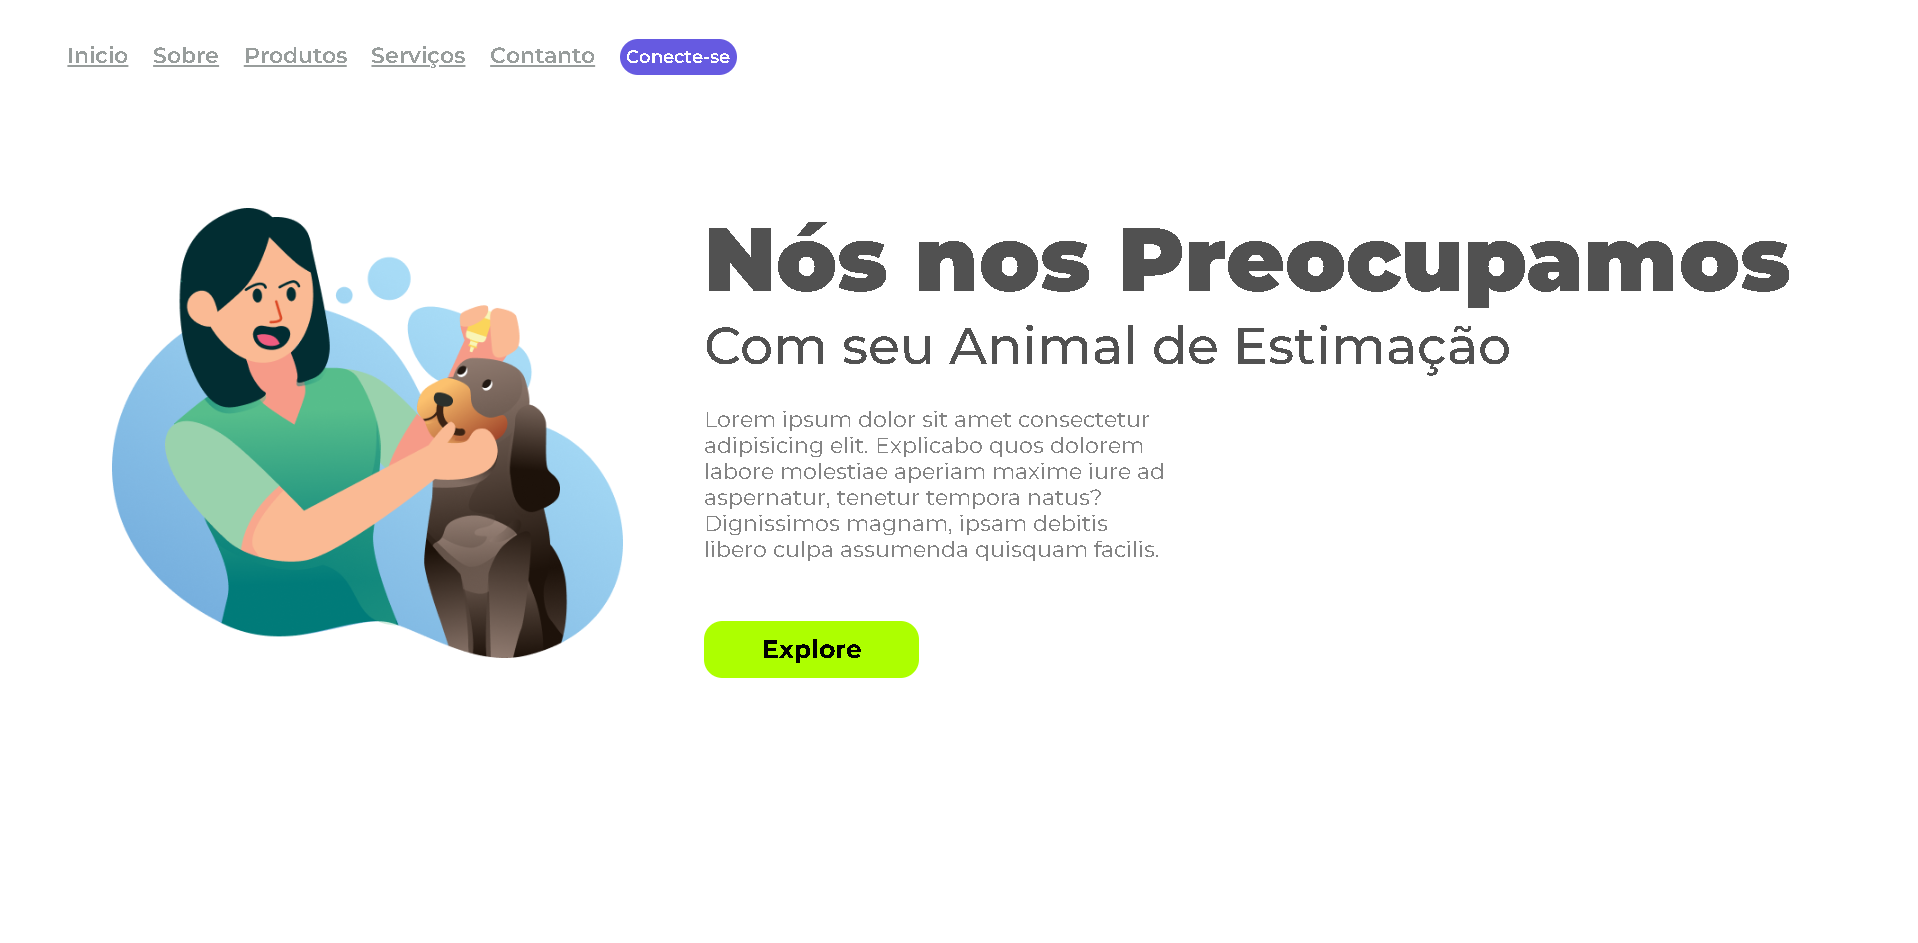 Inicio Sobre Produtos Serviços Contanto Conecte-se
Nós nos Preocupamos
Com seu Animal de Estimação
Lorem ipsum dolor sit amet consectetur
adipisicing elit. Explicabo quos dolorem
labore molestiae aperiam maxime iure ad
aspernatur, tenetur tempora natus?
Dignissimos magnam, ipsam debitis
libero culpa assumenda quisquam facilis.
Explore